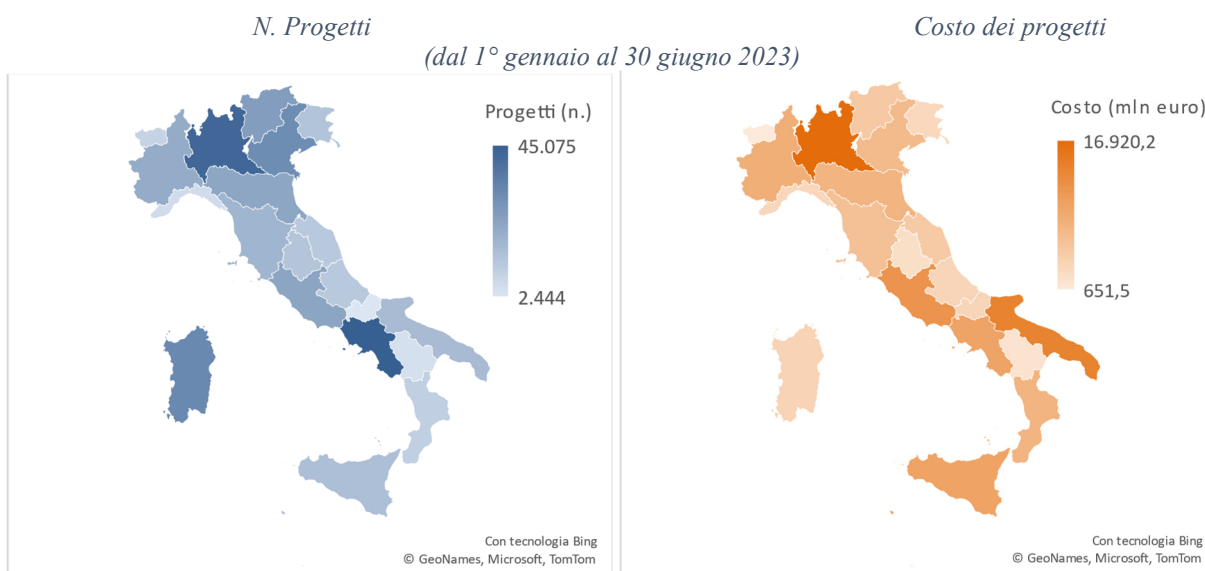 N. Progetti
Costo dei progetti
(dal 1° gennaio al 30 giugno 2023)
Progetti (n.)
45.075
2.444
Con tecnologia Bing
© GeoNames, Microsoft, TomTom
Costo (mln euro)
16.920,2
651,5
Con tecnologia Bing
© GeoNames, Microsoft, TomTom